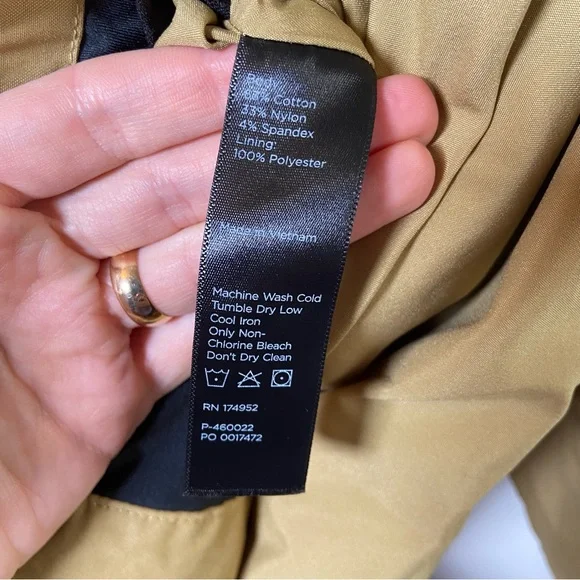 Body:
63% Cotton
33% Nylon
4% Spandex
Lining:
100% Polyester
Made in Vietnam
Machine Wash Cold
Tumble Dry Low
Cool Iron
Only Non-
Chlorine Bleach
Don't Dry Clean
RN 174952
P-460022
PO 0017472